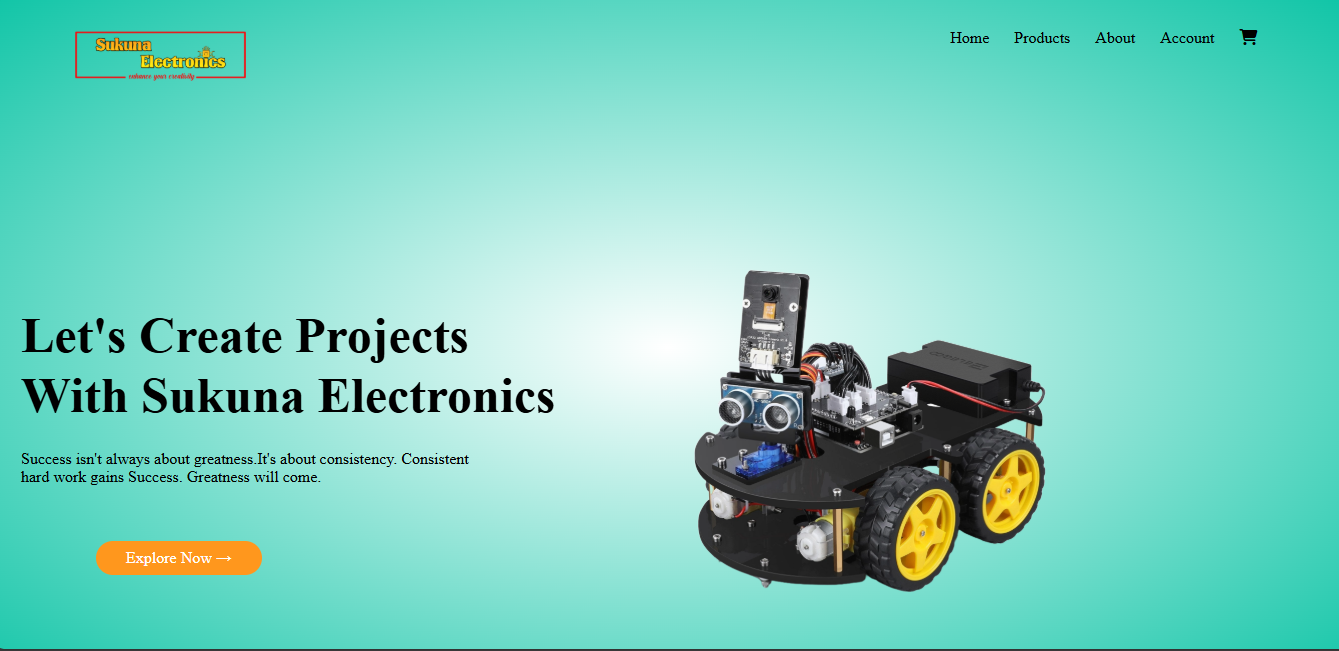 Sukuna
Electronics
enhance your creativity
Home Products About Account
Let's Create Projects
With Sukuna Electronics
Success isn't always about greatness.It's about consistency. Consistent
hard work gains Success. Greatness will come.
Explore Now →